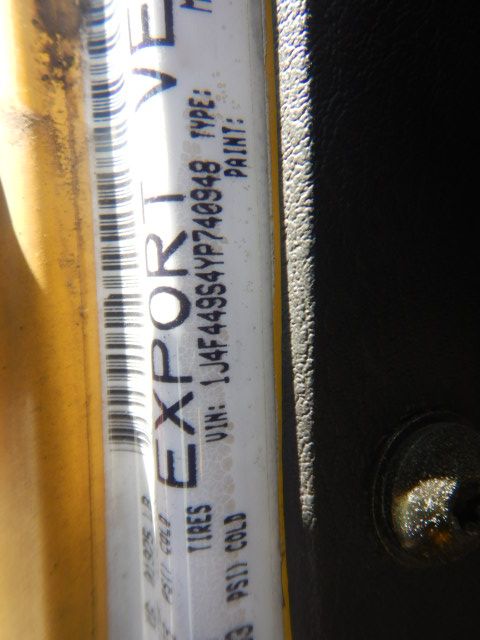 EXPORT VE
VIN: 1J4F449S4YP740948 TYPE:
PAINT:
TIRES
PSI) COLD
PSI) COLD